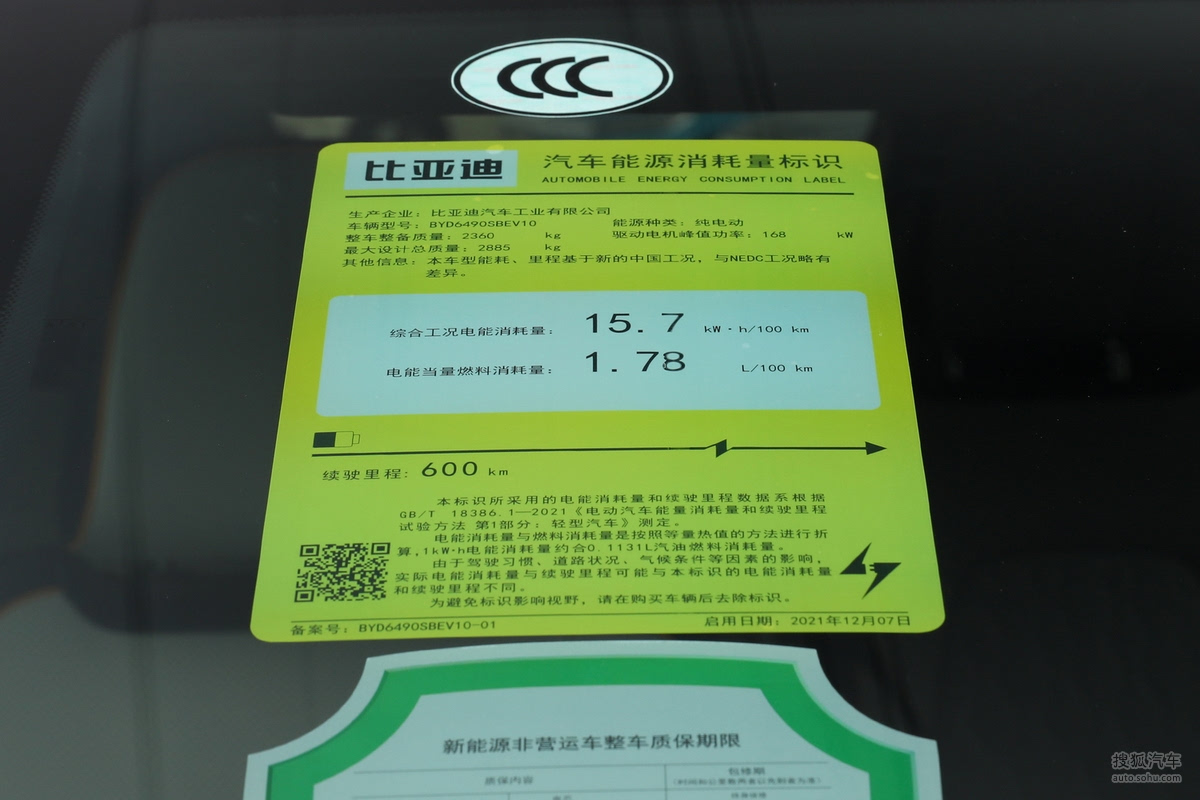 CCC
比亚迪
汽车能源消耗量标识
AUTOMOBILE ENERGY CONSUMPTION LABEL
生产企业：比亚迪汽车工业有限公司
车辆型号：BYD6490SBEV10 能源种类：纯电动
整车整备质量：2360 kg 驱动电机峰值功率：168 kW
最大设计总质量：2885 kg
其他信息：本车型能耗、里程基于新的中国工况，与NEDC工况略有
差异。
综合工况电能消耗量： 15.7 kW·h/100 km
电能当量燃料消耗量： 1.78 L/100 km
续驶里程：600 km
本标识所采用的电能消耗量和续驶里程数据系根据
GB/T 18386.1—2021《电动汽车能量消耗量和续驶里程
试验方法 第1部分：轻型汽车》测定。
电能消耗量与燃料消耗量是按照等量热值的方法进行折
算，1kW·h电能消耗量约合0.1131L汽油燃料消耗量。
由于驾驶习惯、道路状况、气候条件等因素的影响，
实际电能消耗量与续驶里程可能与本标识的电能消耗量
和续驶里程不同。
为避免标识影响视野，请在购买车辆后去除标识。
备案号：BYD6490SBEV10-01 启用日期：2021年12月07日
新能源非营运车整车质保期限
质保内容 包修期
(时间和公里数两者以先到者为准)
搜狐汽车
auto.sohu.com